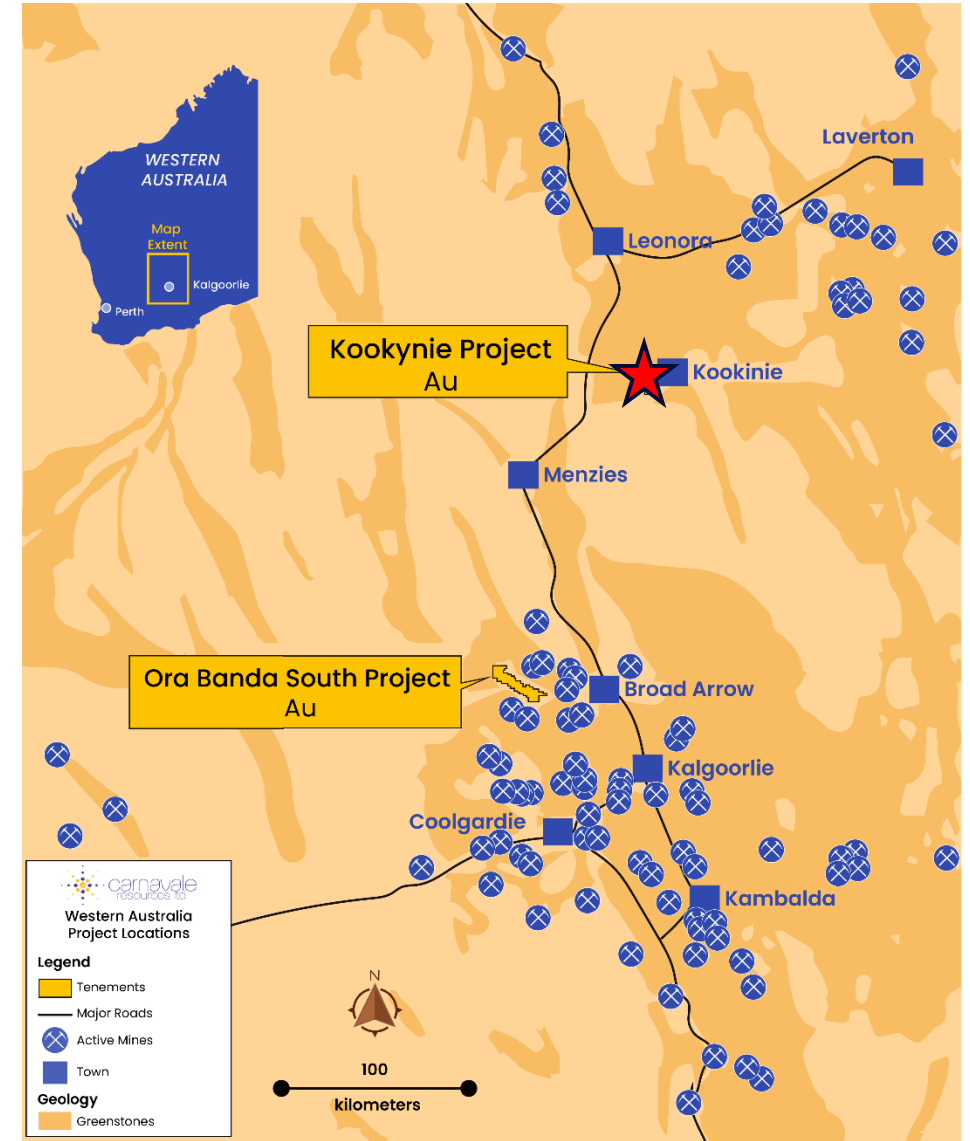 WESTERN
AUSTRALIA
Map
Extent
Kalgoorlie
Perth
Laverton
Leonora
Kookynie Project
Au
Kookinie
Menzies
Ora Banda South Project
Au
Broad Arrow
Kalgoorlie
Coolgardie
Kambalda
carnavale
resources ltd
Western Australia
Project Locations
Legend
Tenements
Major Roads
Active Mines
Town
Geology
Greenstones
N
100
kilometers